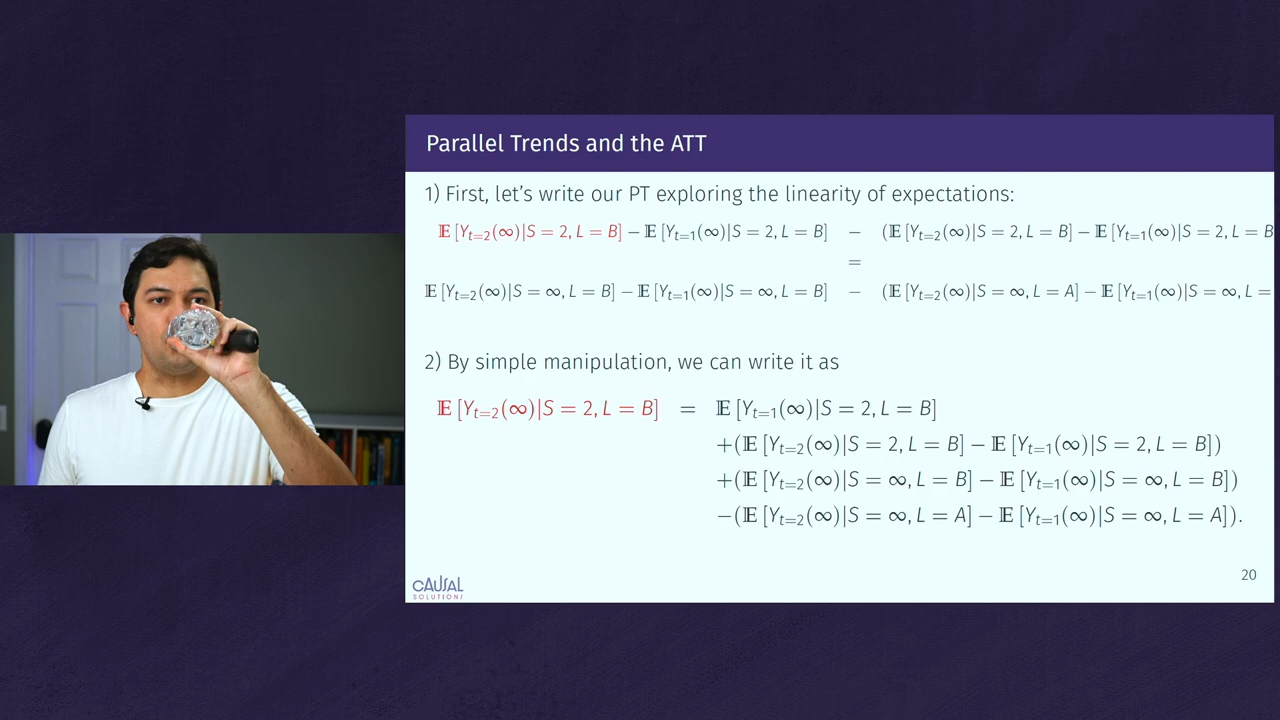 Parallel Trends and the ATT
1) First, let's write our PT exploring the linearity of expectations:
𝔼 [Y_{t=2}(∞)|S = 2, L = B] − 𝔼 [Y_{t=1}(∞)|S = 2, L = B] − (𝔼 [Y_{t=2}(∞)|S = 2, L = B] − 𝔼 [Y_{t=1}(∞)|S = 2, L = B
=
𝔼 [Y_{t=2}(∞)|S = ∞, L = B] − 𝔼 [Y_{t=1}(∞)|S = ∞, L = B] − (𝔼 [Y_{t=2}(∞)|S = ∞, L = A] − 𝔼 [Y_{t=1}(∞)|S = ∞, L =
2) By simple manipulation, we can write it as
𝔼 [Y_{t=2}(∞)|S = 2, L = B] = 𝔼 [Y_{t=1}(∞)|S = 2, L = B]
+(𝔼 [Y_{t=2}(∞)|S = 2, L = B] − 𝔼 [Y_{t=1}(∞)|S = 2, L = B])
+(𝔼 [Y_{t=2}(∞)|S = ∞, L = B] − 𝔼 [Y_{t=1}(∞)|S = ∞, L = B])
−(𝔼 [Y_{t=2}(∞)|S = ∞, L = A] − 𝔼 [Y_{t=1}(∞)|S = ∞, L = A]).
20
CAUSAL
SOLUTIONS